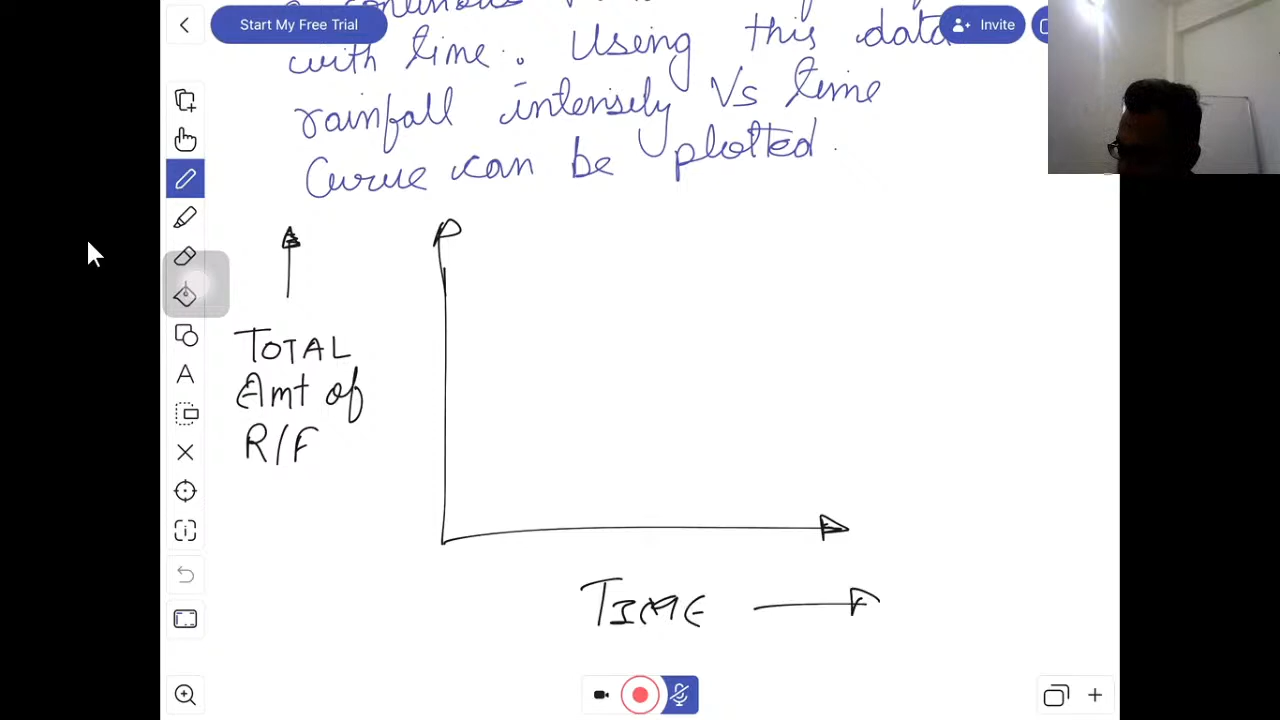 Start My Free Trial
Invite
with time. Using this data
rainfall intensely Vs time
Curve can be plotted.
TOTAL
Amt of
R/F
TIME